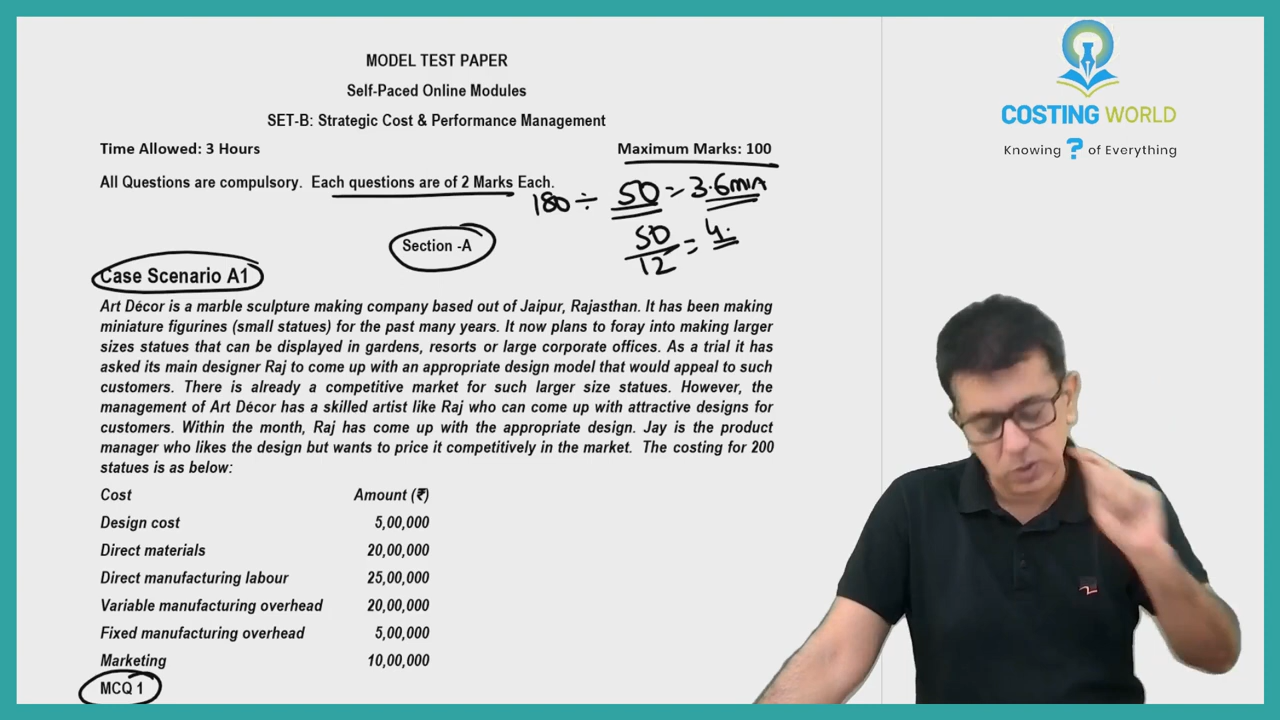 MODEL TEST PAPER
Self-Paced Online Modules
SET-B: Strategic Cost & Performance Management
Time Allowed: 3 Hours
Maximum Marks: 100
All Questions are compulsory. Each questions are of 2 Marks Each.
180 ÷ 50 = 3.6min
50/12 = 4.
Section -A
Case Scenario A1
Art Décor is a marble sculpture making company based out of Jaipur, Rajasthan. It has been making
miniature figurines (small statues) for the past many years. It now plans to foray into making larger
sizes statues that can be displayed in gardens, resorts or large corporate offices. As a trial it has
asked its main designer Raj to come up with an appropriate design model that would appeal to such
customers. There is already a competitive market for such larger size statues. However, the
management of Art Décor has a skilled artist like Raj who can come up with attractive designs for
customers. Within the month, Raj has come up with the appropriate design. Jay is the product
manager who likes the design but wants to price it competitively in the market. The costing for 200
statues is as below:
Cost Amount (₹)
Design cost 5,00,000
Direct materials 20,00,000
Direct manufacturing labour 25,00,000
Variable manufacturing overhead 20,00,000
Fixed manufacturing overhead 5,00,000
Marketing 10,00,000
MCQ 1
COSTING WORLD
Knowing ? of Everything